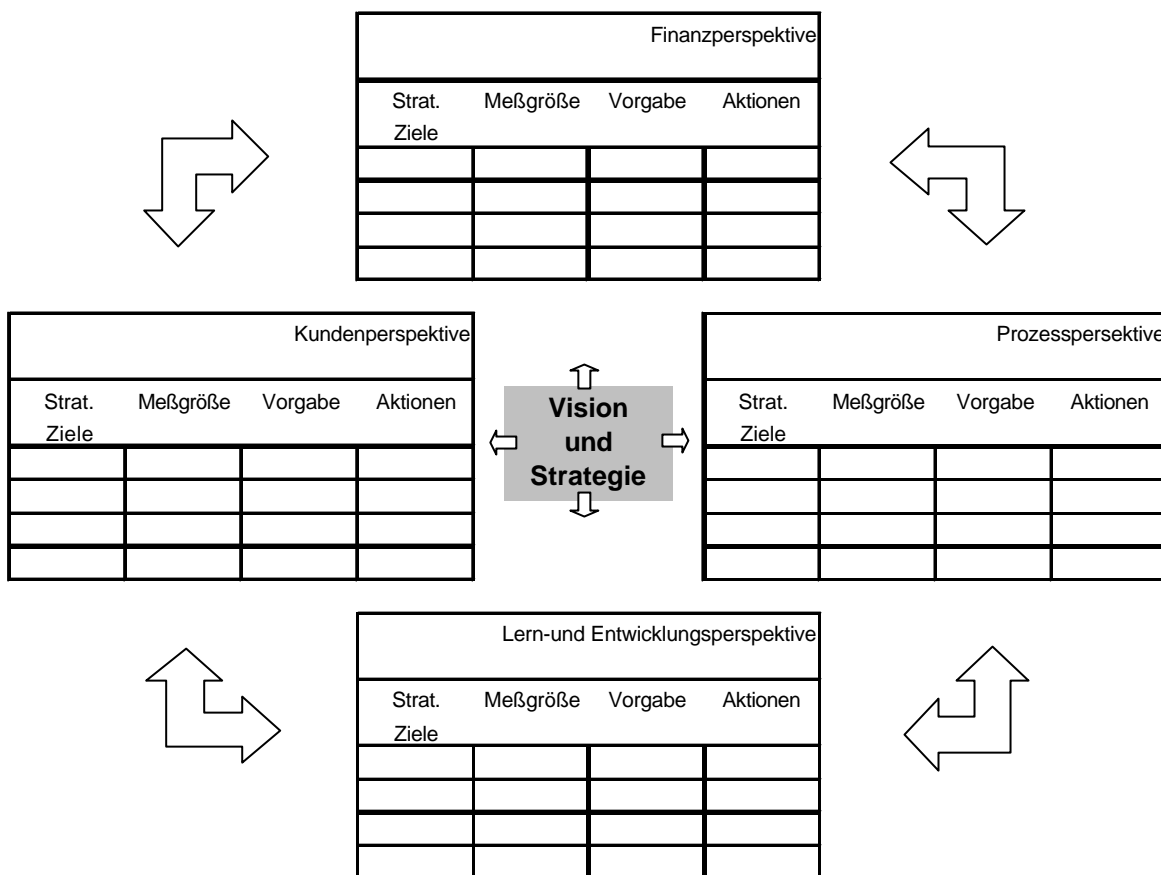 Finanzperspektive
Strat. Meßgröße Vorgabe Aktionen
Ziele
Kundenperspektive
Strat. Meßgröße Vorgabe Aktionen
Ziele
Vision
und
Strategie
Prozesspersektive
Strat. Meßgröße Vorgabe Aktionen
Ziele
Lern-und Entwicklungsperspektive
Strat. Meßgröße Vorgabe Aktionen
Ziele